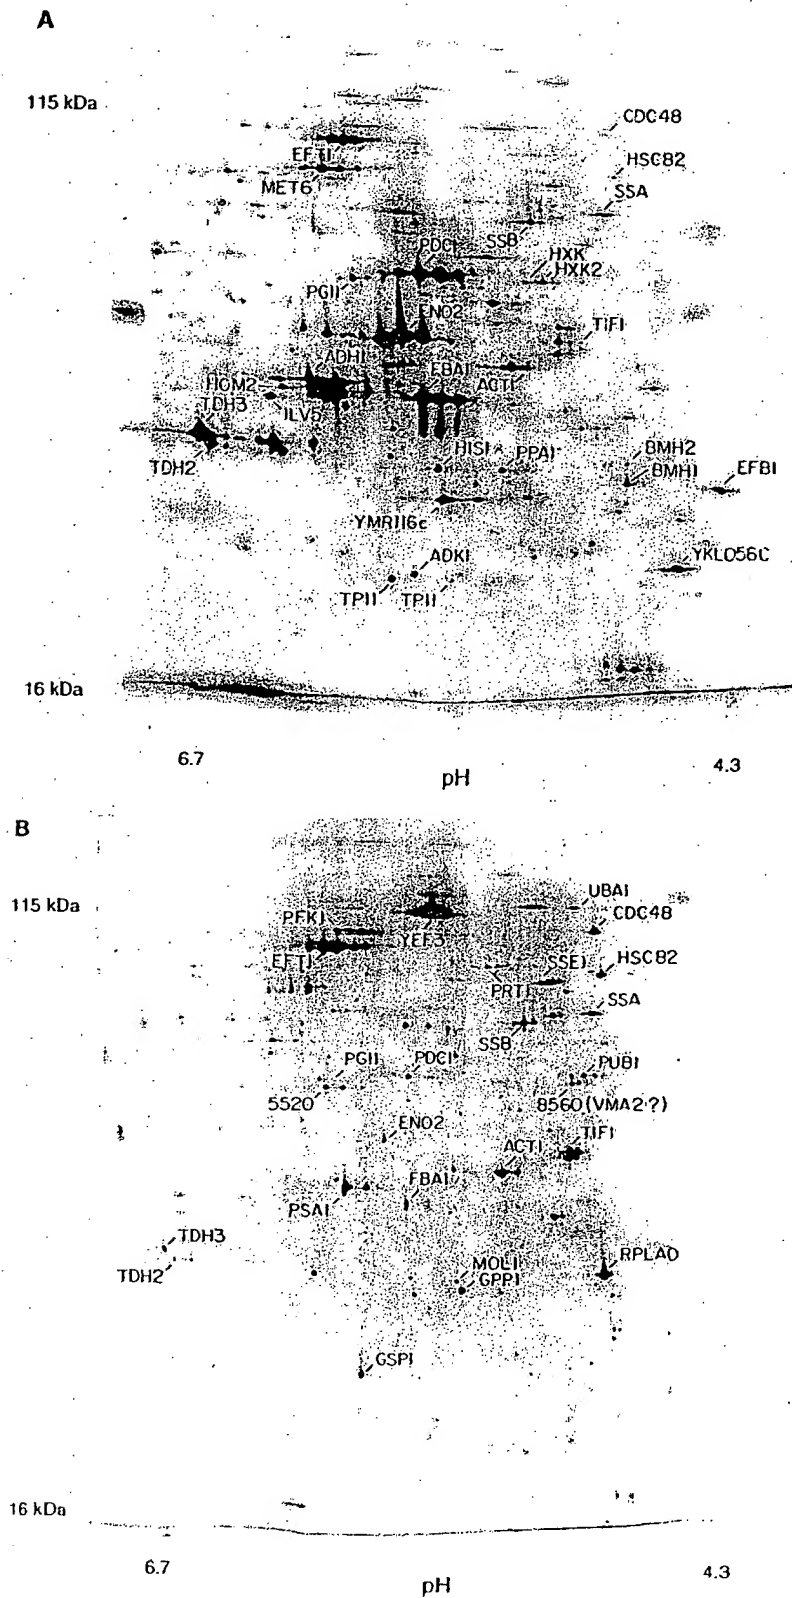 A
115 kDa
CDC48
EFT1
HSC82
MET6
SSA
SSB
PDC1
HXK
HXK2
PGI1
ENO2
TIF1
ADH1
FBA1
HOM2
ACT1
TDH3
ILV5
TDH2
HIS1
PPA1
BMH2
BMH1
EFB1
YMR116c
ADK1
YKL056C
TPI1
TPI1
16 kDa
6.7
4.3
pH
B
115 kDa
UBA1
PFK1
CDC48
YEF3
EFT1
SSE1
HSC82
PRT1
SSA
SSB
PGI1
PDC1
PUB1
5520
8560 (VMA2?)
ENO2
TIF1
ACT1
FBA1
PSA1
TDH3
RPLA0
TDH2
MOL1
GPP1
GSP1
16 kDa
6.7
4.3
pH